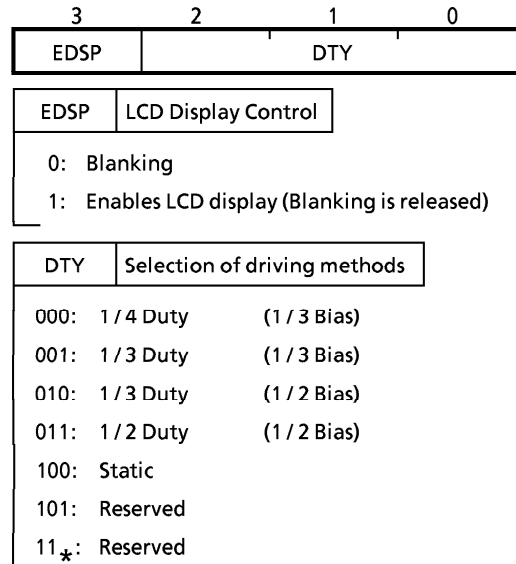 3 2 1 0
EDSP DTY
EDSP LCD Display Control
0: Blanking
1: Enables LCD display (Blanking is released)
DTY Selection of driving methods
000: 1 / 4 Duty (1 / 3 Bias)
001: 1 / 3 Duty (1 / 3 Bias)
010: 1 / 3 Duty (1 / 2 Bias)
011: 1 / 2 Duty (1 / 2 Bias)
100: Static
101: Reserved
11*: Reserved